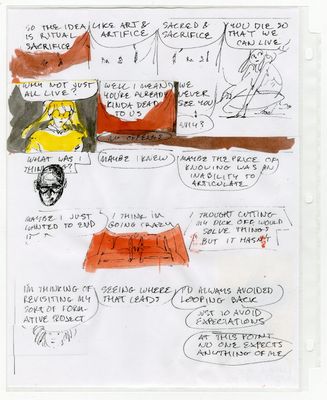 SO THE IDEA
IS RITUAL
SACRIFICE
LIKE ART &
ARTIFICE
SACRED &
SACRIFICE
YOU DIE SO
THAT WE
CAN LIVE
WHY NOT JUST
ALL LIVE?
WELL I MEAN
YOU'RE ALREADY
KINDA DEAD
TO US
WE
NEVER
SEE YOU
WHAT WAS I
MAYBE I KNEW
MAYBE THE PRICE OF
KNOWING WAS AN
INABILITY TO
ARTICULATE
MAYBE I JUST
WANTED TO END
IT
I THINK I'M
GOING CRAZY
I THOUGHT CUTTING
MY DICK OFF WOULD
SOLVE THINGS
BUT IT HASN'T
I'M THINKING OF
REVISITING MY
SORT OF FORM-
ATIVE PROJECT
SEEING WHERE
THAT LEADS
I'D ALWAYS AVOIDED
LOOPING BACK
JUST TO AVOID
EXPECTATIONS
AT THIS POINT
NO ONE EXPECTS
ANYTHING OF ME